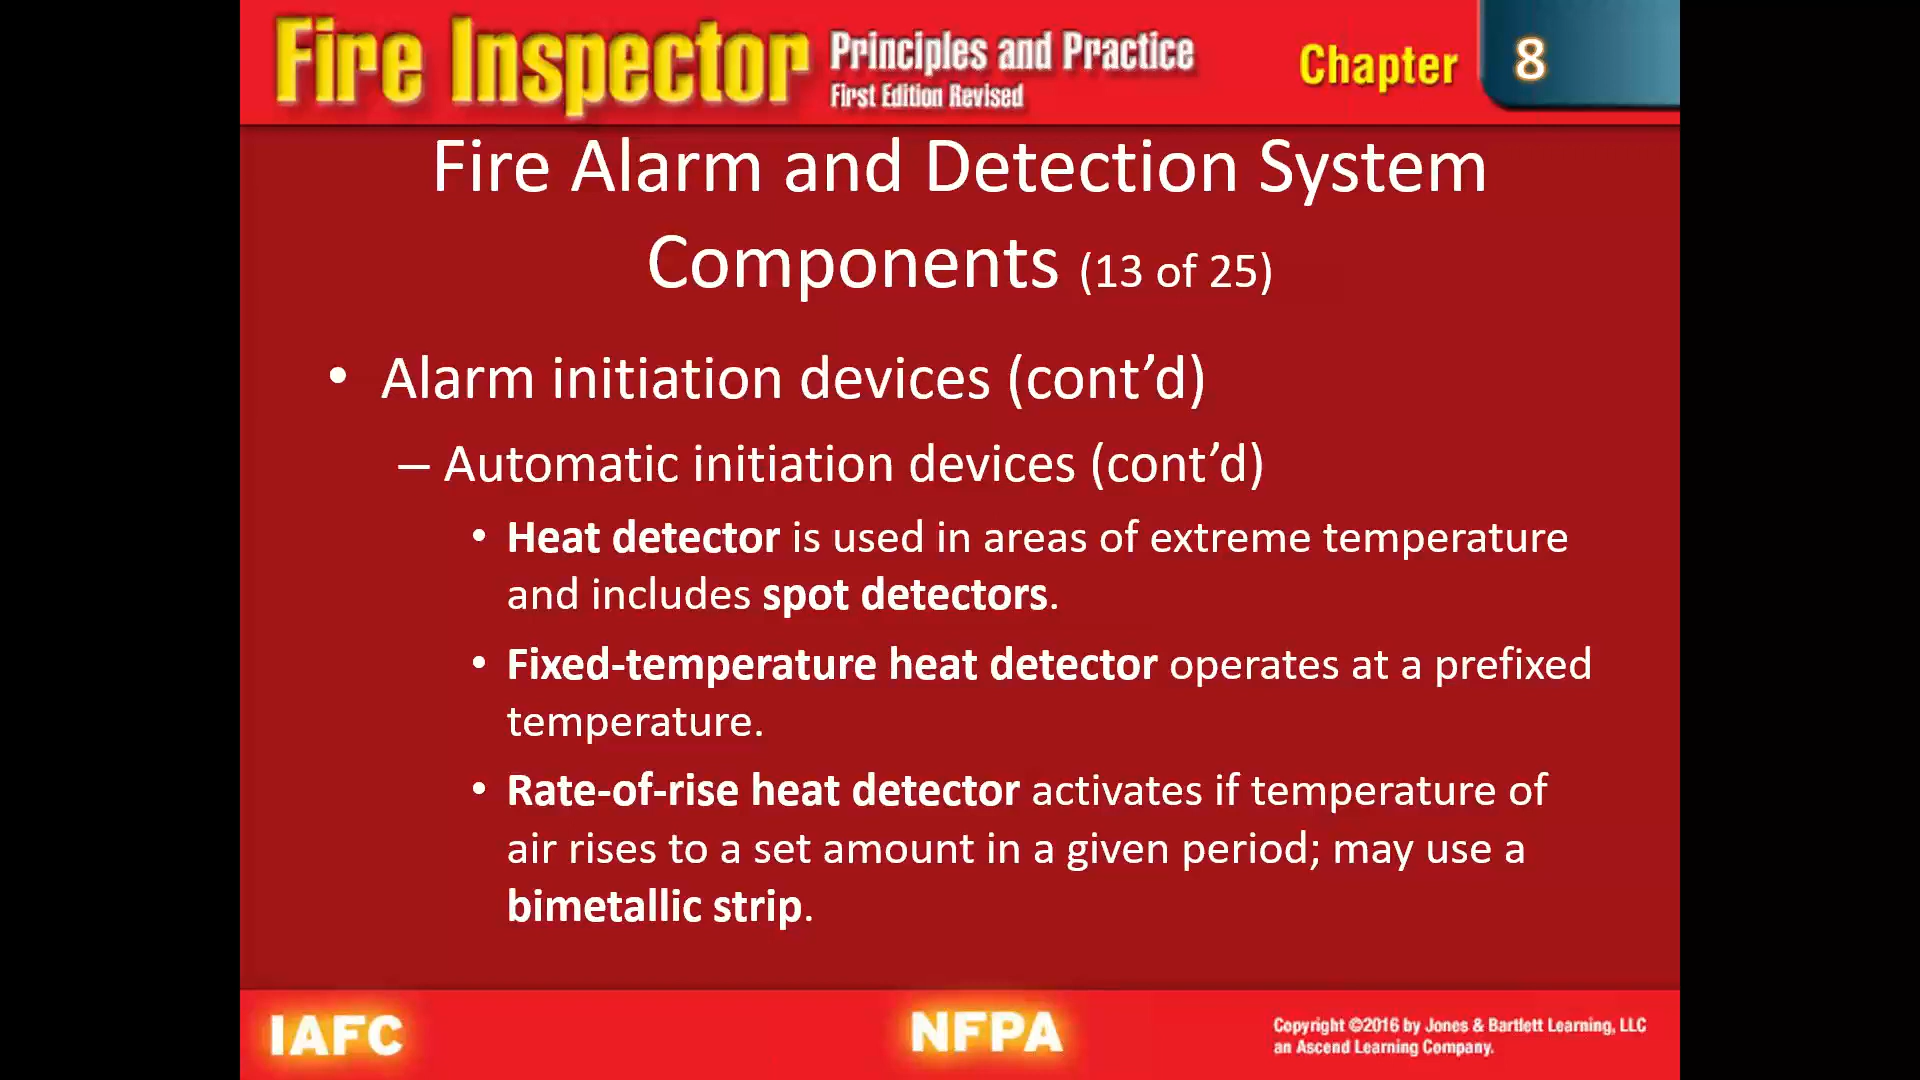 Fire Inspector Principles and Practice
First Edition Revised
Chapter 8
Fire Alarm and Detection System
Components (13 of 25)
• Alarm initiation devices (cont’d)
– Automatic initiation devices (cont’d)
• Heat detector is used in areas of extreme temperature
and includes spot detectors.
• Fixed-temperature heat detector operates at a prefixed
temperature.
• Rate-of-rise heat detector activates if temperature of
air rises to a set amount in a given period; may use a
bimetallic strip.
IAFC
NFPA
Copyright ©2016 by Jones & Bartlett Learning, LLC
an Ascend Learning Company.